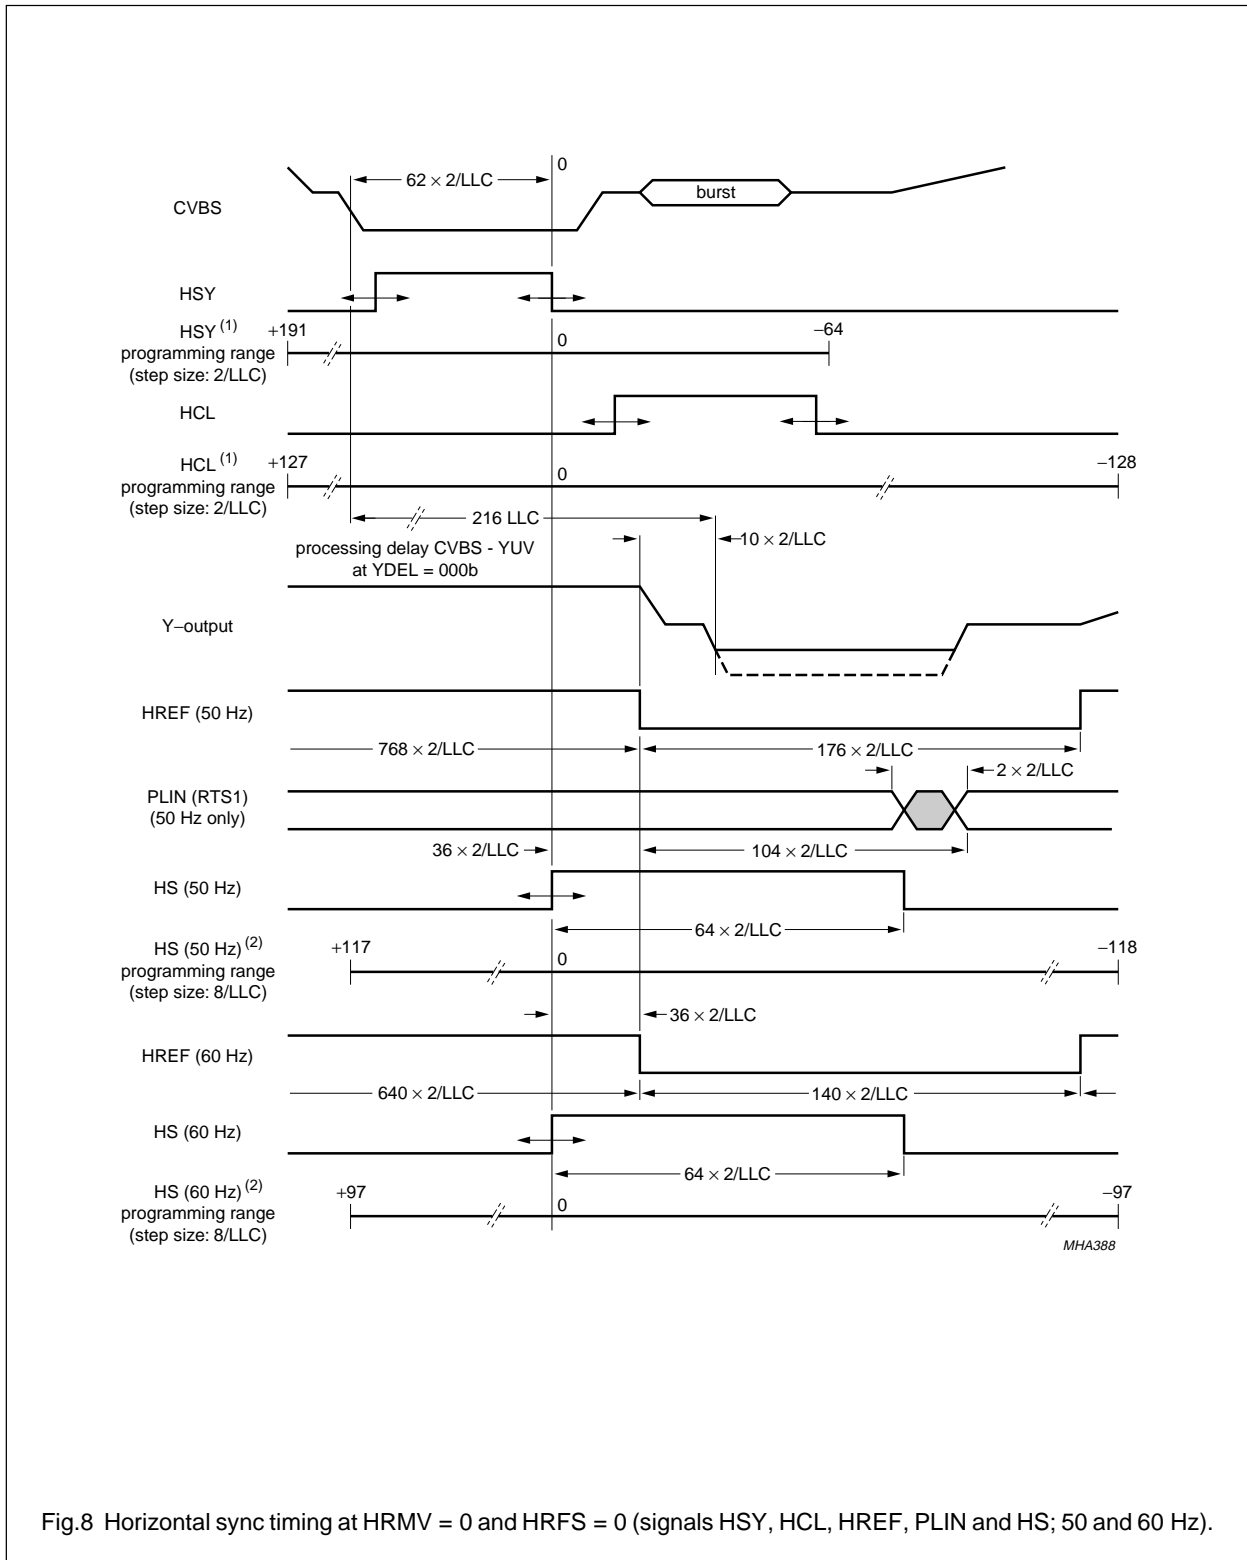 0
62 × 2/LLC
burst
CVBS
HSY
HSY (1)
programming range
(step size: 2/LLC)
+191
0
−64
HCL
HCL (1)
programming range
(step size: 2/LLC)
+127
0
−128
216 LLC
processing delay CVBS - YUV
at YDEL = 000b
10 × 2/LLC
Y−output
HREF (50 Hz)
768 × 2/LLC
176 × 2/LLC
2 × 2/LLC
PLIN (RTS1)
(50 Hz only)
36 × 2/LLC
104 × 2/LLC
HS (50 Hz)
64 × 2/LLC
HS (50 Hz) (2)
programming range
(step size: 8/LLC)
+117
0
−118
36 × 2/LLC
HREF (60 Hz)
640 × 2/LLC
140 × 2/LLC
HS (60 Hz)
64 × 2/LLC
HS (60 Hz) (2)
programming range
(step size: 8/LLC)
+97
0
−97
MHA388
Fig.8 Horizontal sync timing at HRMV = 0 and HRFS = 0 (signals HSY, HCL, HREF, PLIN and HS; 50 and 60 Hz).